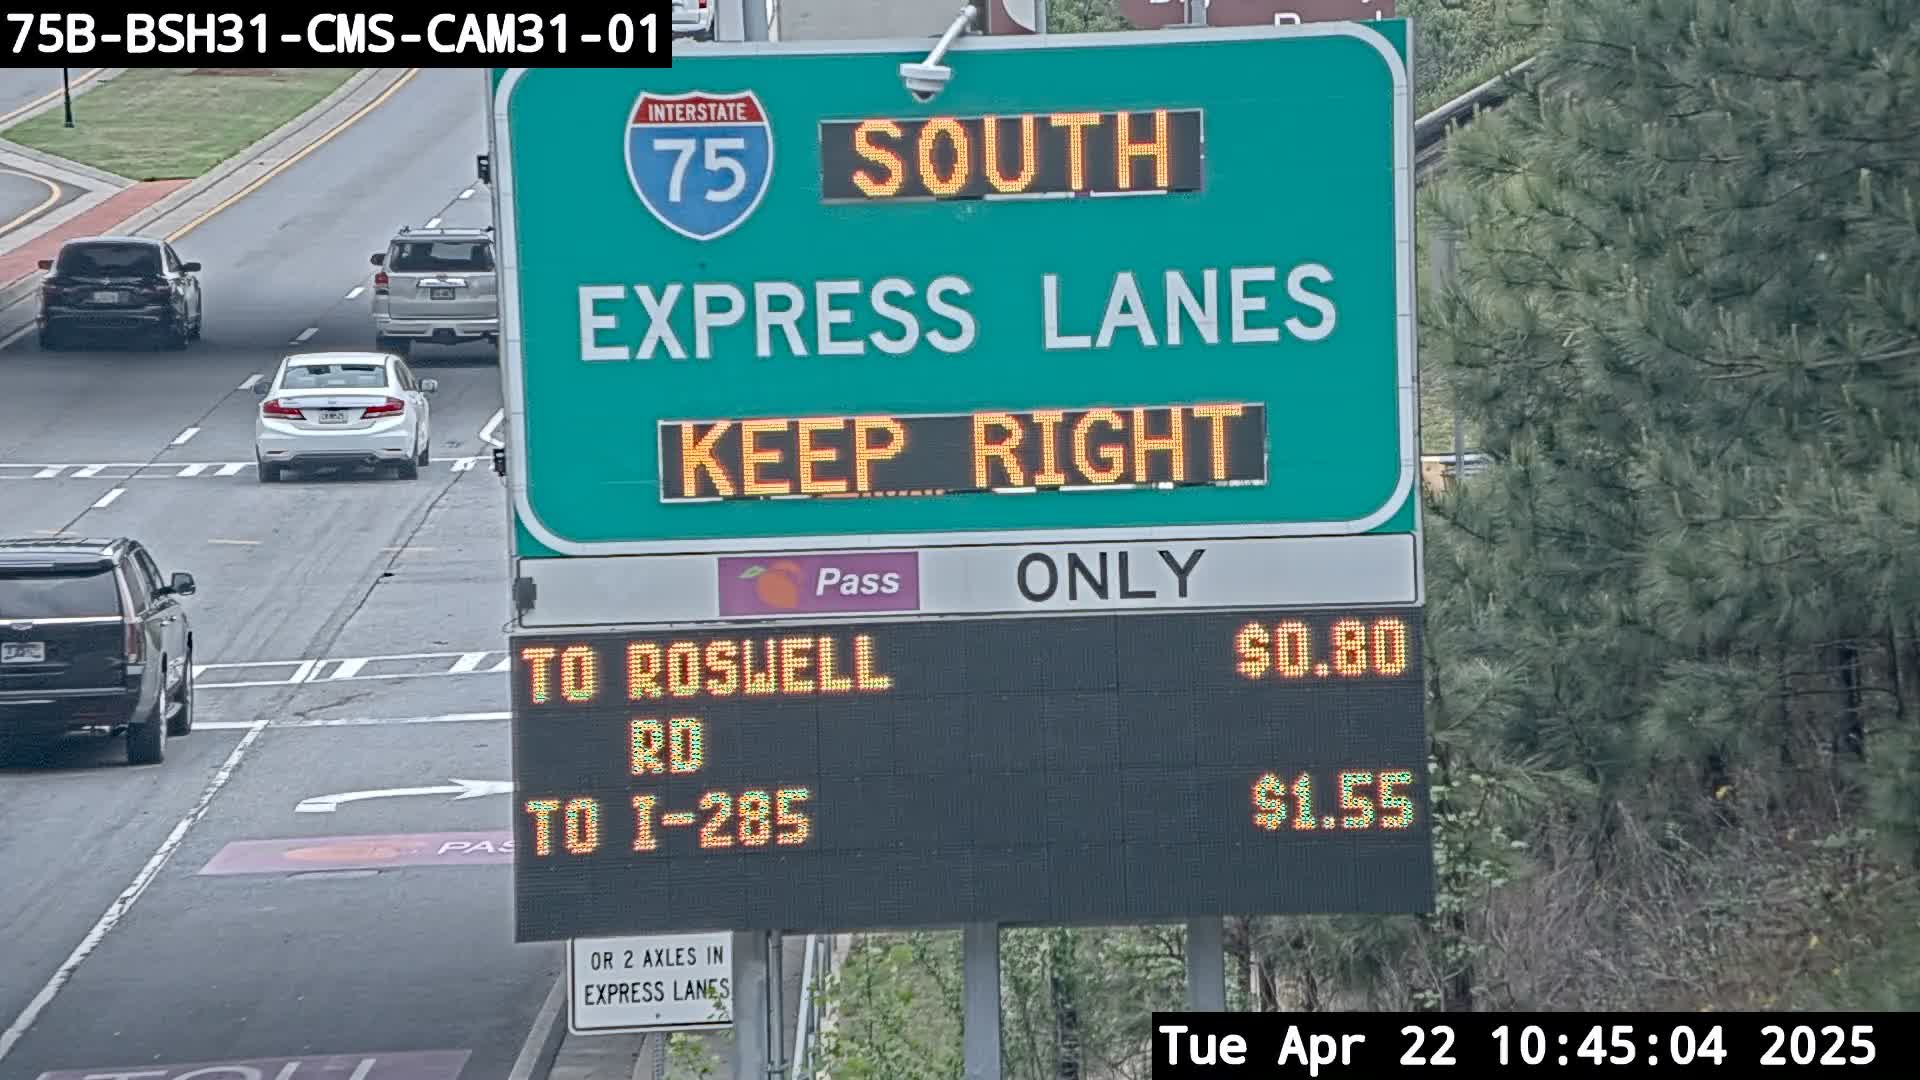 75B-BSH31-CMS-CAM31-01
INTERSTATE
75
SOUTH
EXPRESS LANES
KEEP RIGHT
Pass ONLY
TO ROSWELL $0.80
RD
TO I-285 $1.55
OR 2 AXLES IN
EXPRESS LANES
Tue Apr 22 10:45:04 2025